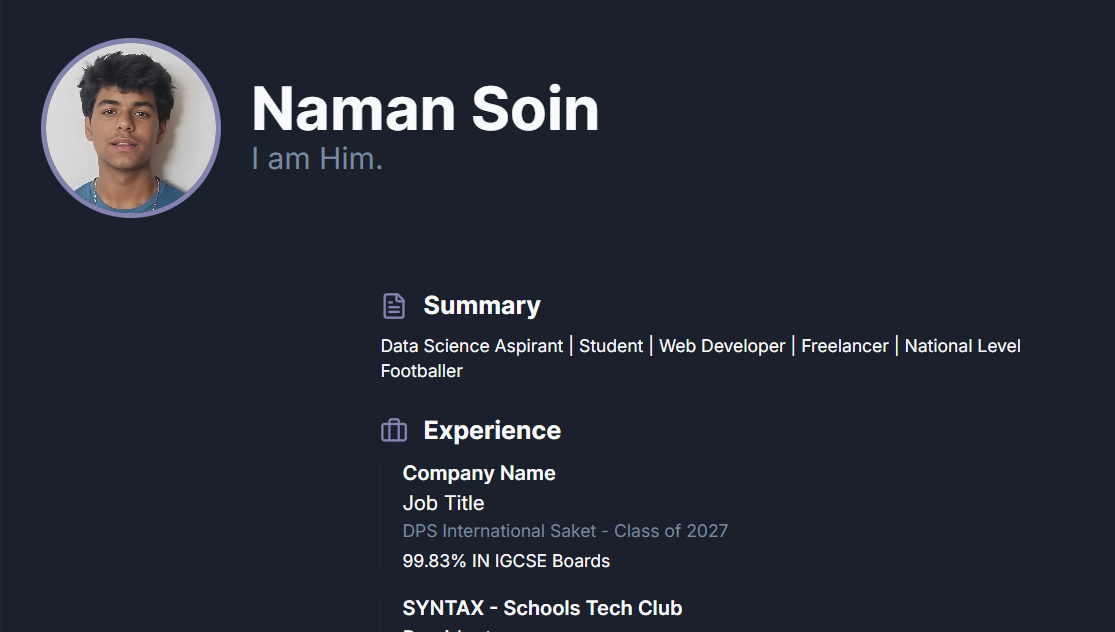 Naman Soin
I am Him.
Summary
Data Science Aspirant | Student | Web Developer | Freelancer | National Level
Footballer
Experience
Company Name
Job Title
DPS International Saket - Class of 2027
99.83% IN IGCSE Boards
SYNTAX - Schools Tech Club